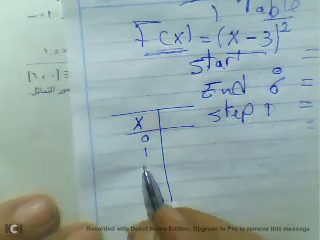 Table
F(x) = (x - 3)²
Start 0
End 6
Step 1
x
0
1
Recorded with Debut Home Edition. Upgrade to Pro to remove this message